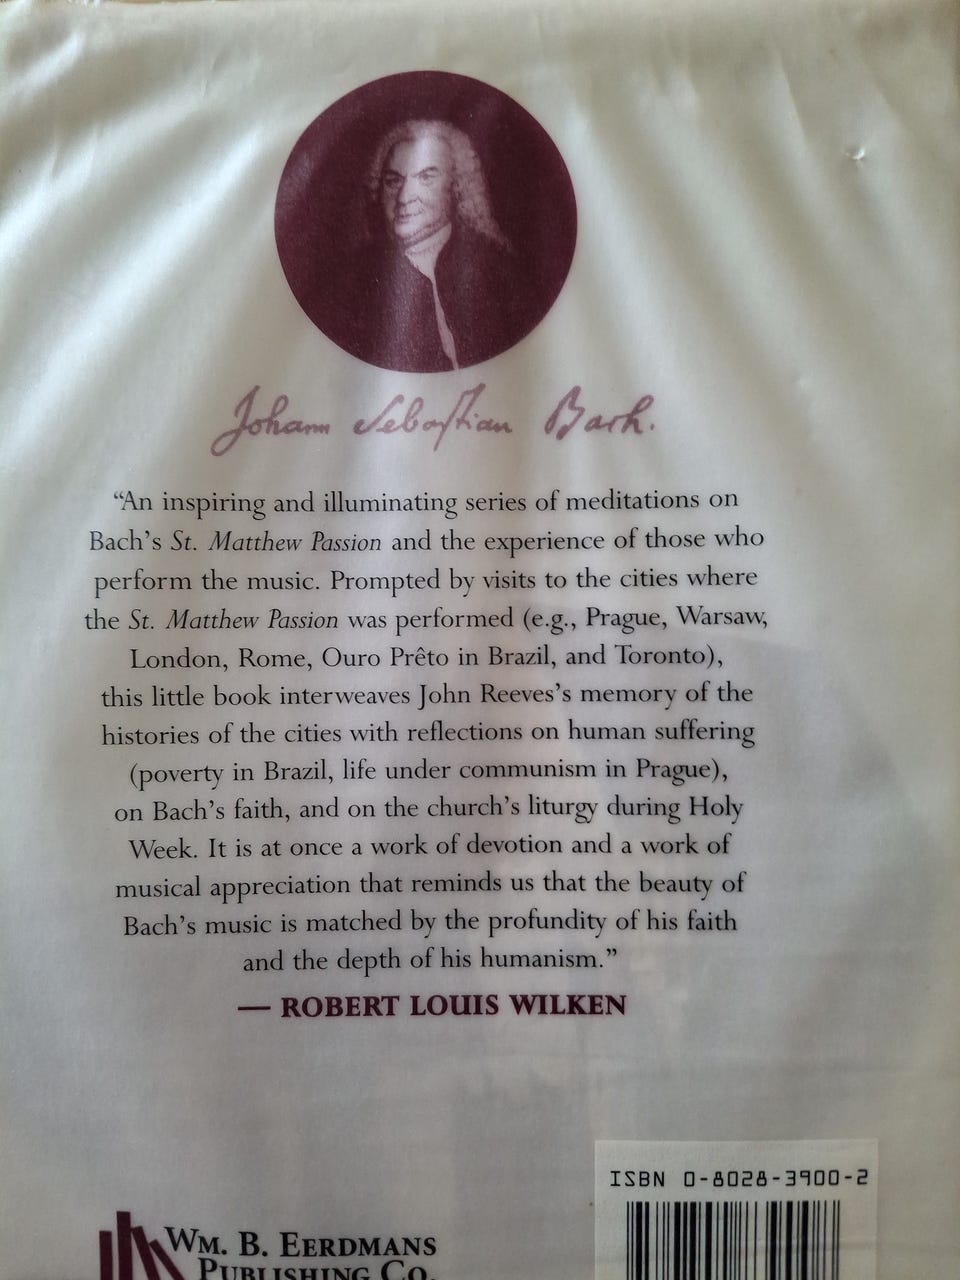 Johann Sebastian Bach.
“An inspiring and illuminating series of meditations on
Bach’s St. Matthew Passion and the experience of those who
perform the music. Prompted by visits to the cities where
the St. Matthew Passion was performed (e.g., Prague, Warsaw,
London, Rome, Ouro Prêto in Brazil, and Toronto),
this little book interweaves John Reeves’s memory of the
histories of the cities with reflections on human suffering
(poverty in Brazil, life under communism in Prague),
on Bach’s faith, and on the church’s liturgy during Holy
Week. It is at once a work of devotion and a work of
musical appreciation that reminds us that the beauty of
Bach’s music is matched by the profundity of his faith
and the depth of his humanism.”
— ROBERT LOUIS WILKEN
ISBN 0-8028-3900-2
WM. B. EERDMANS
PUBLISHING CO.